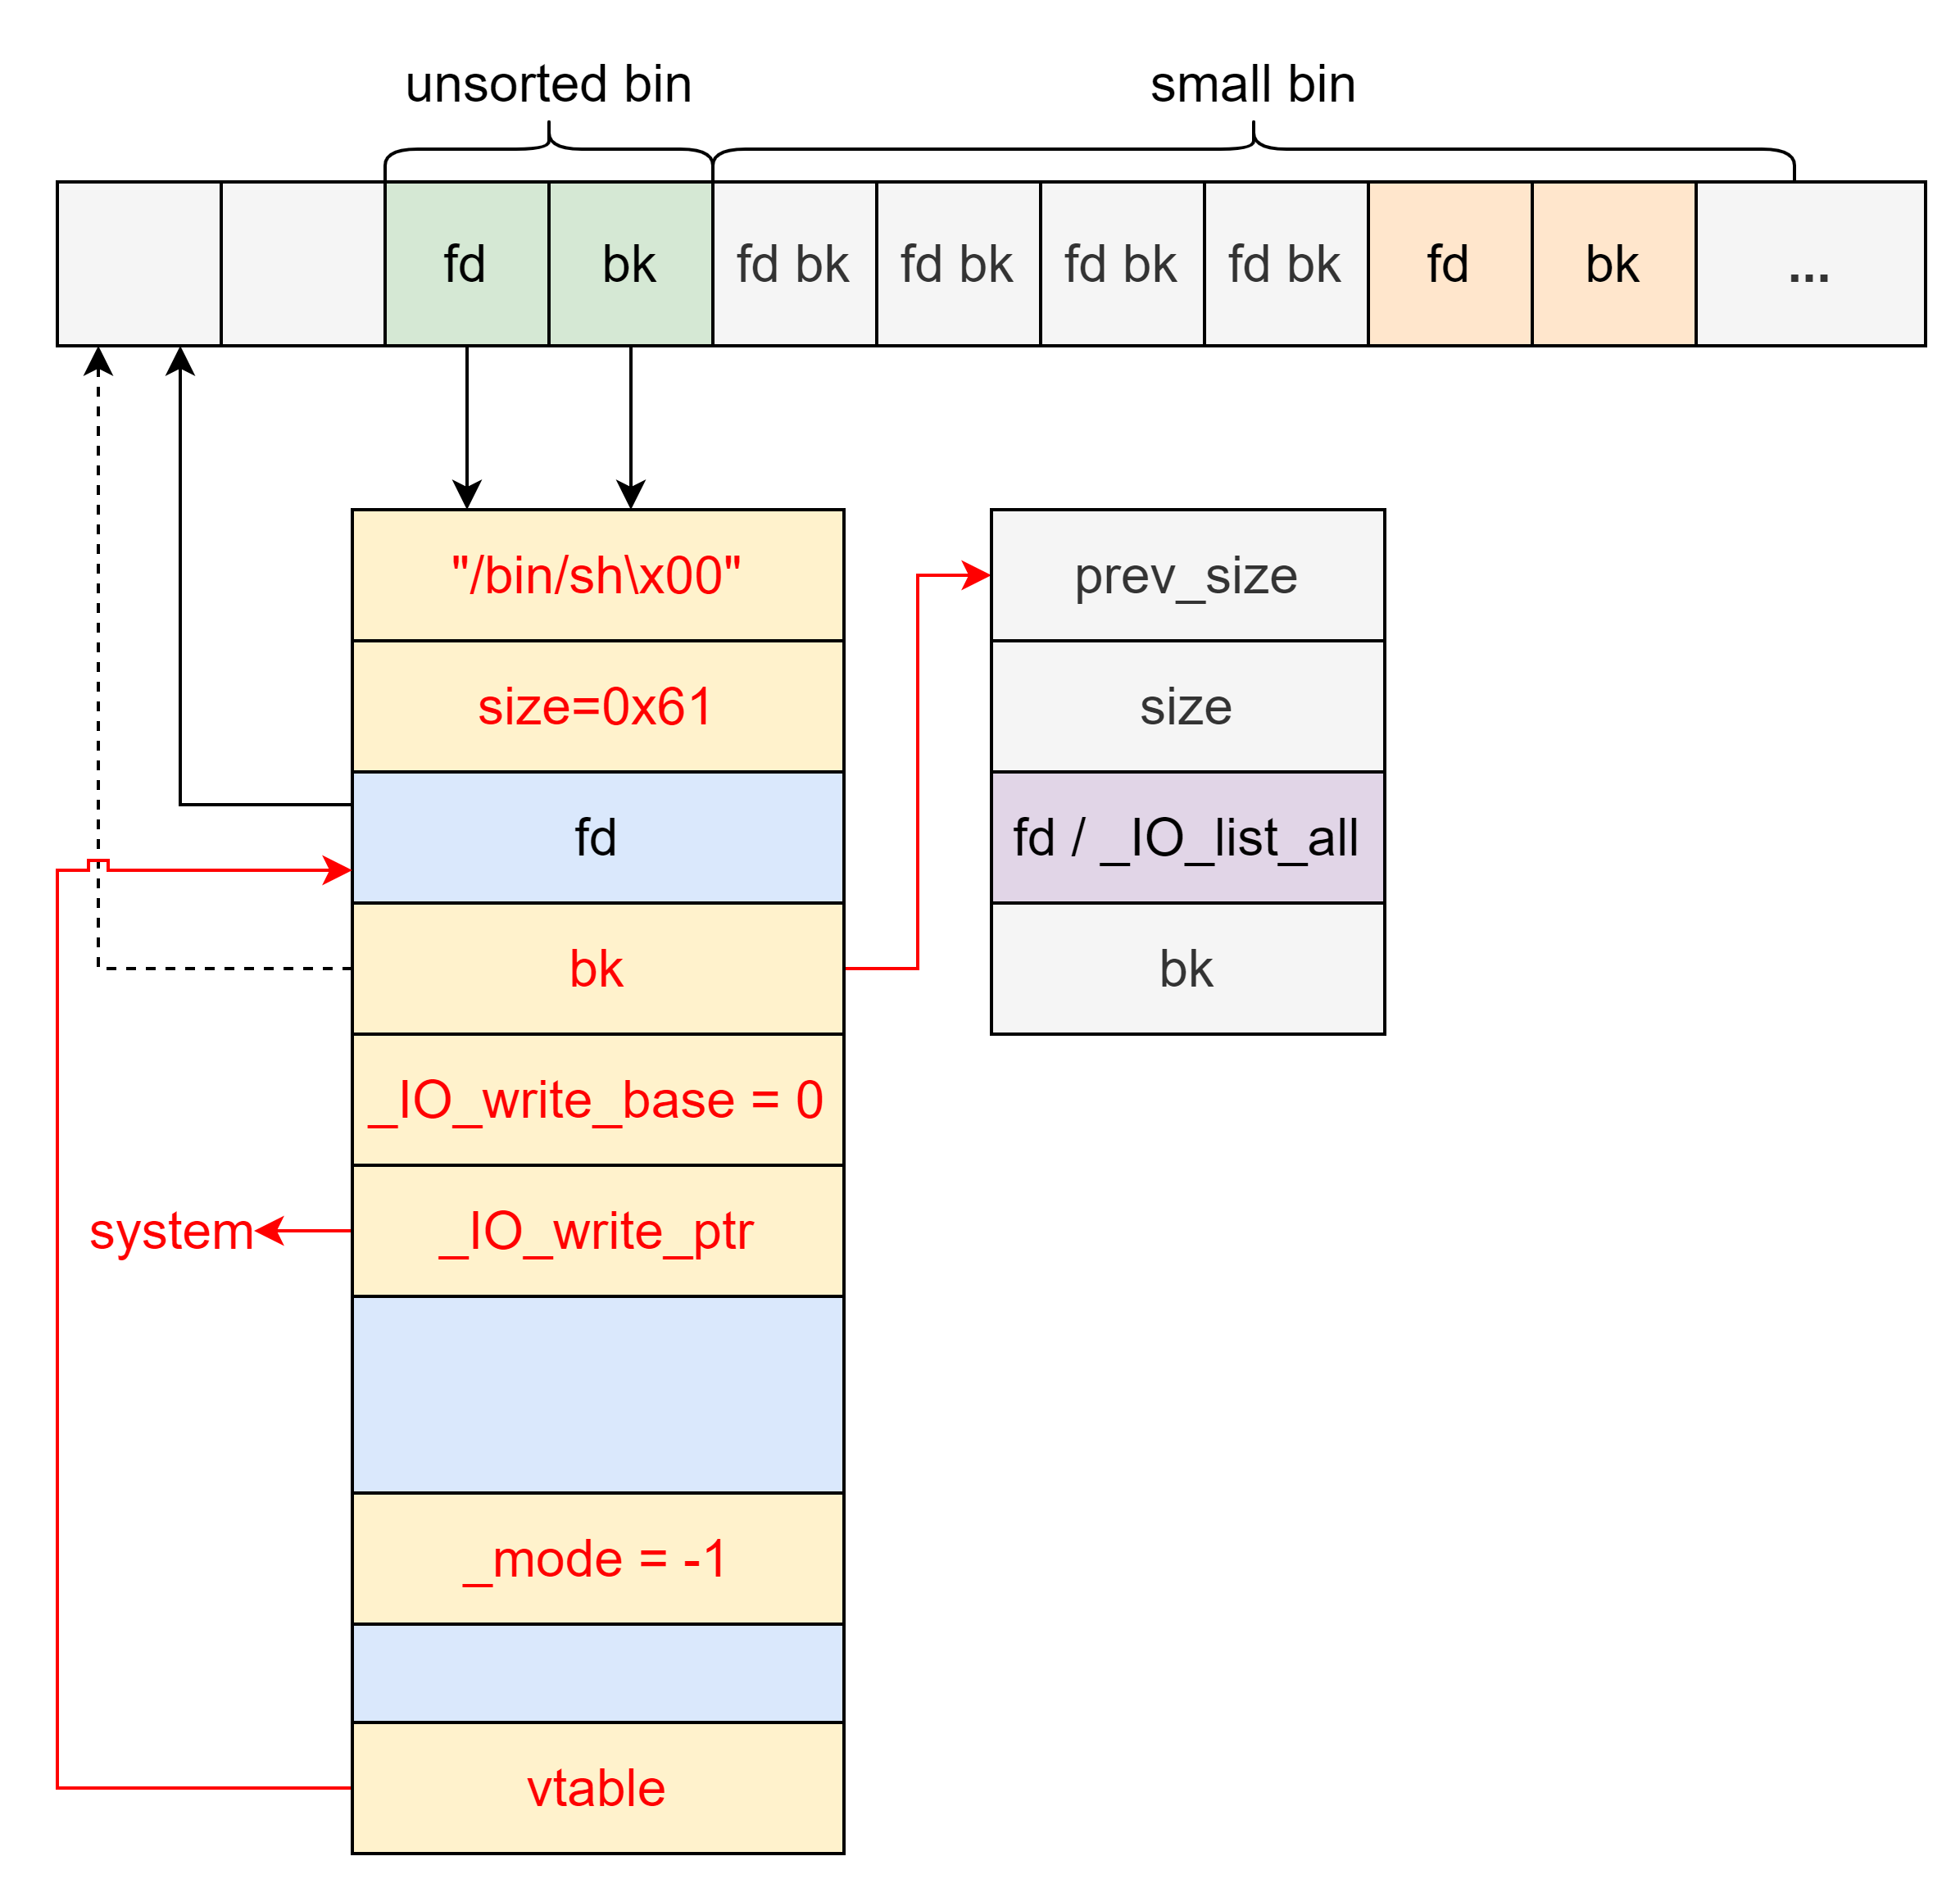 unsorted bin
small bin
fd
bk
fd bk
fd bk
fd bk
fd bk
fd
bk
...
"/bin/sh\x00"
size=0x61
fd
bk
_IO_write_base = 0
_IO_write_ptr
system
_mode = -1
vtable
prev_size
size
fd / _IO_list_all
bk